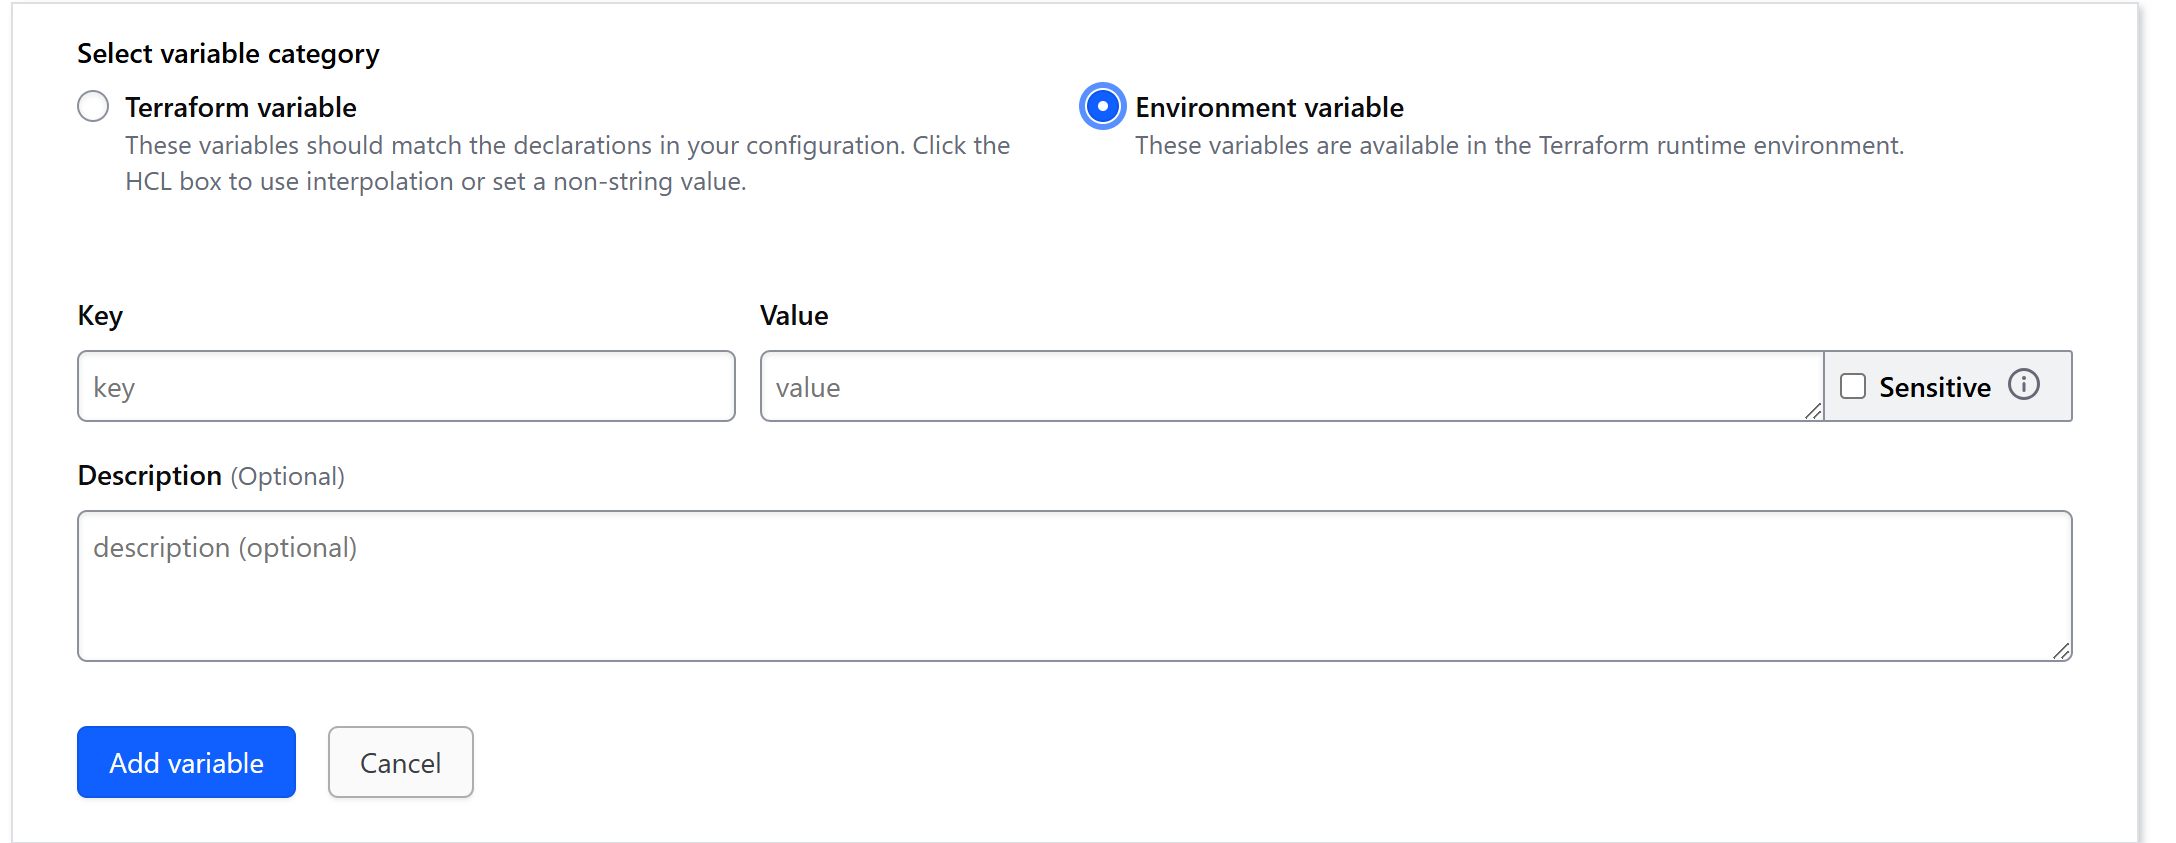 Select variable category
Terraform variable
These variables should match the declarations in your configuration. Click the
HCL box to use interpolation or set a non-string value.
Environment variable
These variables are available in the Terraform runtime environment.
Key
Value
key
value
Sensitive
Description (Optional)
description (optional)
Add variable
Cancel